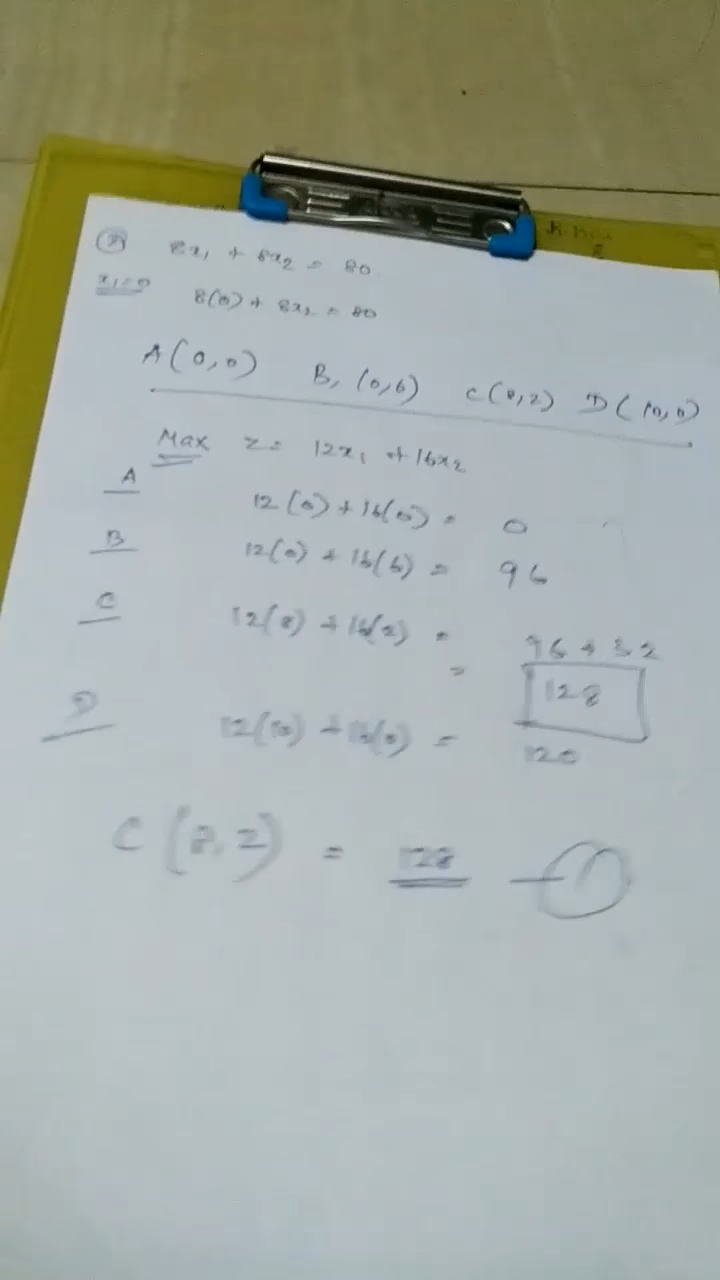 ② 8x₁ + 8x₂ = 80
x₁=0 8(0) + 8x₂ = 80
A(0,0) B, (0,6) C(8,2) D(10,0)
Max Z= 12x₁ + 16x₂
A 12(0)+16(0) = 0
B 12(0)+16(6) = 96
C 12(8)+16(2) = 96+32
= 128
D 12(10)+16(0) = 120
C(8,2) = 128 — ①